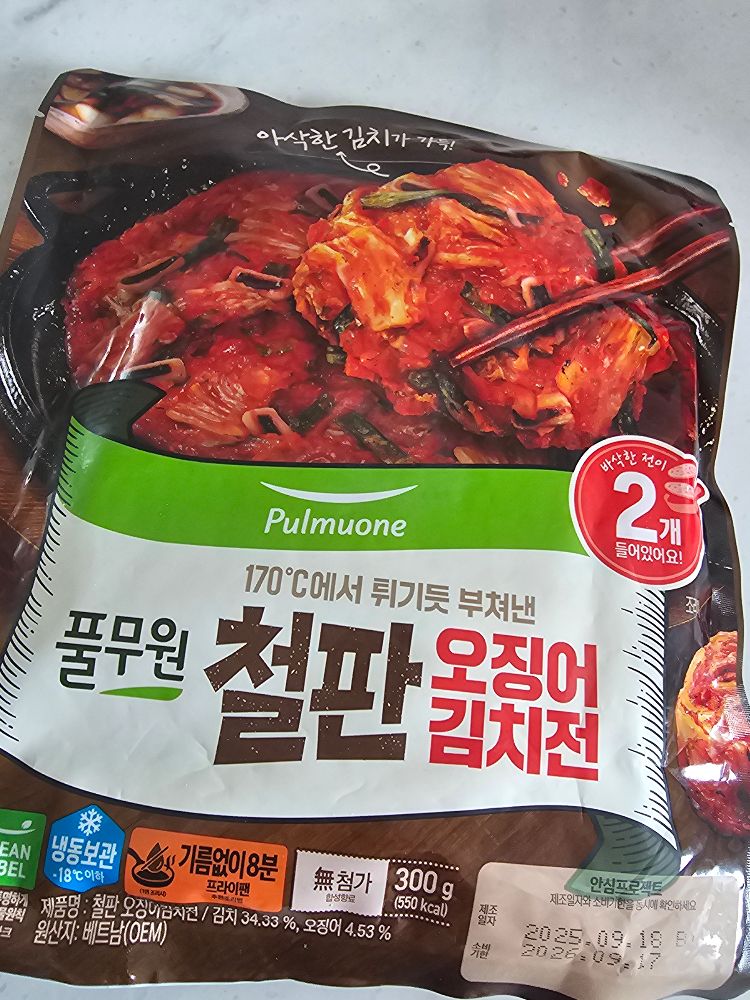 아삭한 김치가 가득!
바삭한 전이
2개
들어있어요!
Pulmuone
170℃에서 튀기듯 부쳐낸
풀무원
철판
오징어
김치전
냉동보관
-18℃이하
기름없이 8분
프라이팬
無첨가
합성향료
300 g
(550 kcal)
제품명 : 철판 오징어김치전 / 김치 34.33 %, 오징어 4.53 %
원산지: 베트남(OEM)
안심프로젝트
제조일자와 소비기한을 동시에 확인하세요
제조
일자
2025.09.18
소비
기한
2026.09.17